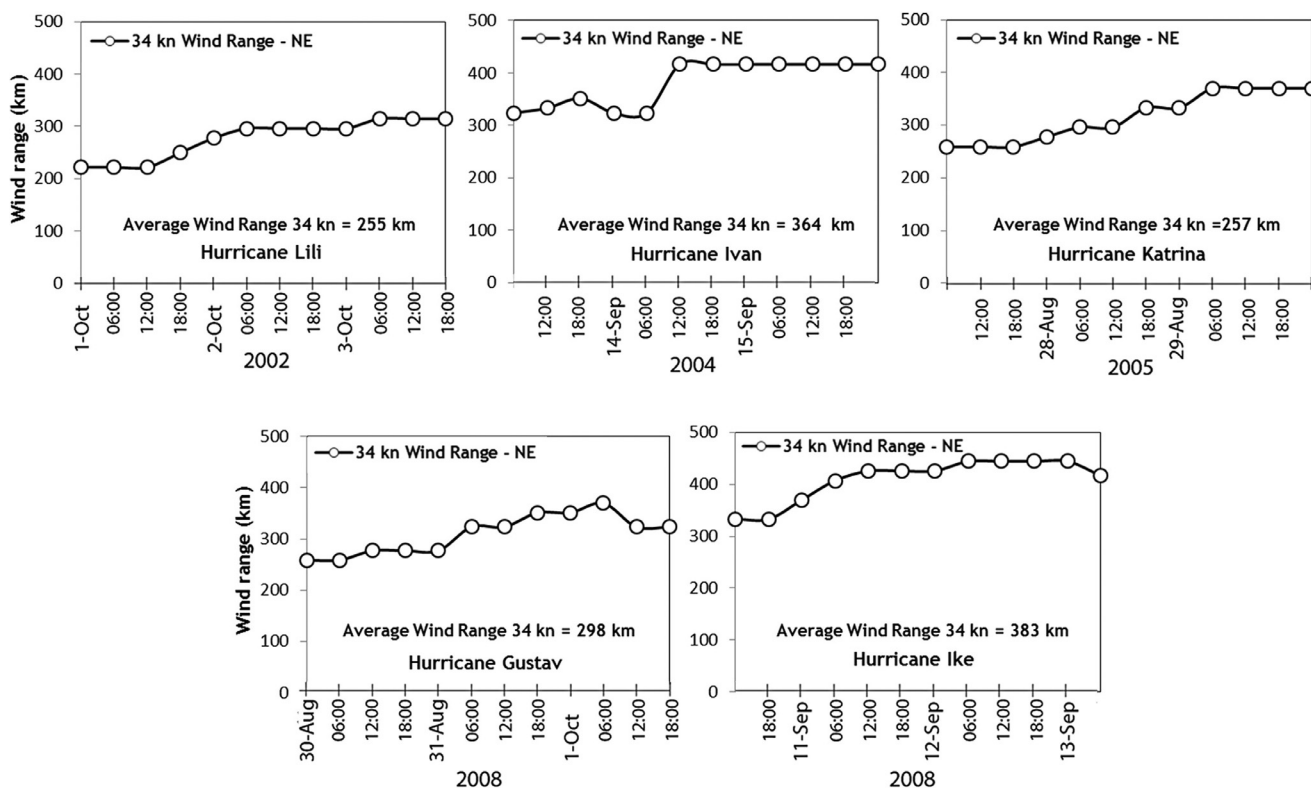 500
400
300
200
100
0
Wind range (km)
34 kn Wind Range - NE
Average Wind Range 34 kn = 255 km
Hurricane Lili
1-Oct
06:00
12:00
18:00
2-Oct
06:00
12:00
18:00
3-Oct
06:00
12:00
18:00
2002
500
400
300
200
100
0
34 kn Wind Range - NE
Average Wind Range 34 kn = 364 km
Hurricane Ivan
12:00
18:00
14-Sep
06:00
12:00
18:00
15-Sep
06:00
12:00
18:00
2004
500
400
300
200
100
0
34 kn Wind Range - NE
Average Wind Range 34 kn =257 km
Hurricane Katrina
12:00
18:00
28-Aug
06:00
12:00
18:00
29-Aug
06:00
12:00
18:00
2005
500
400
300
200
100
0
Wind range (km)
34 kn Wind Range - NE
Average Wind Range 34 kn = 298 km
Hurricane Gustav
30-Aug
06:00
12:00
18:00
31-Aug
06:00
12:00
18:00
1-Oct
06:00
12:00
18:00
2008
500
400
300
200
100
0
34 kn Wind Range - NE
Average Wind Range 34 kn = 383 km
Hurricane Ike
18:00
11-Sep
06:00
12:00
18:00
12-Sep
06:00
12:00
18:00
13-Sep
2008